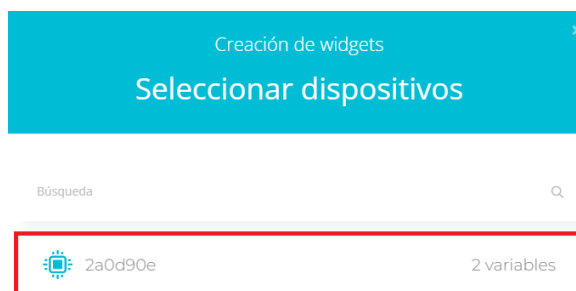 Creación de widgets
Seleccionar dispositivos
Búsqueda
2a0d90e 2 variables